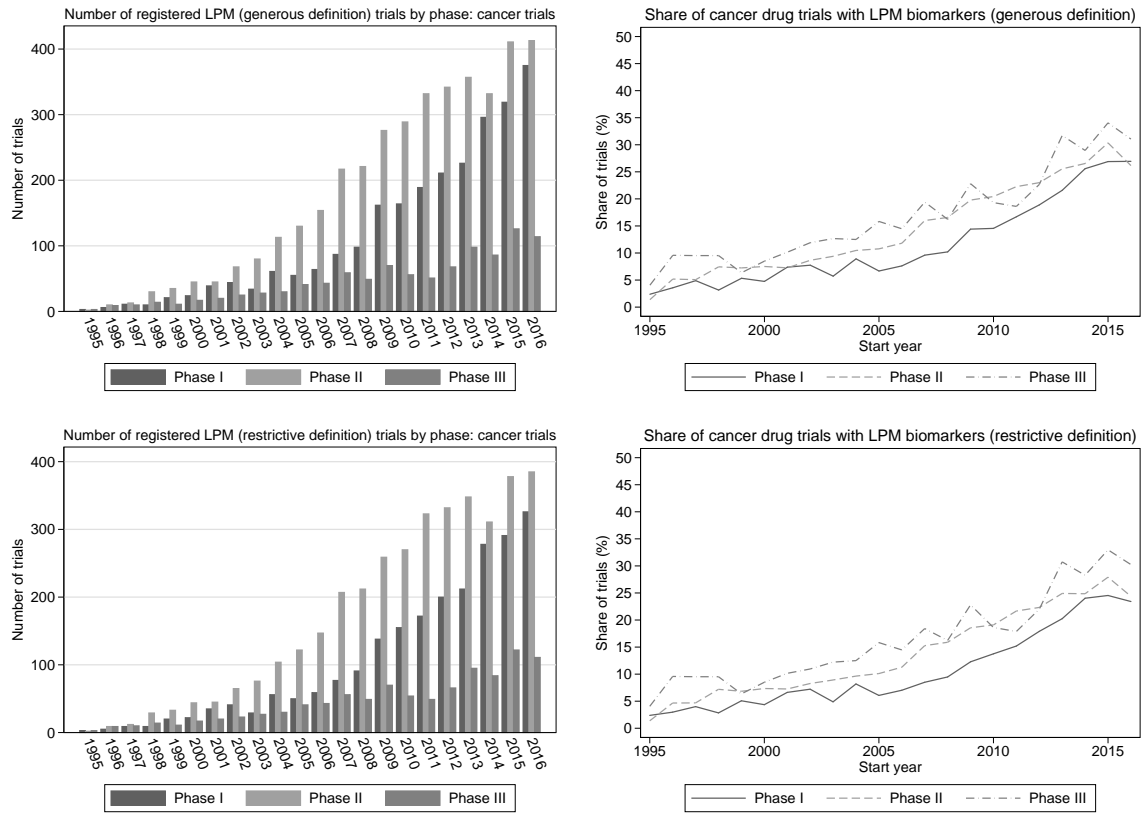 Number of registered LPM (generous definition) trials by phase: cancer trials
Number of trials
400
300
200
100
0
1995 1996 1997 1998 1999 2000 2001 2002 2003 2004 2005 2006 2007 2008 2009 2010 2011 2012 2013 2014 2015 2016
Phase I Phase II Phase III
Share of cancer drug trials with LPM biomarkers (generous definition)
Share of trials (%)
50
45
40
35
30
25
20
15
10
5
0
1995 2000 2005 2010 2015
Start year
Phase I Phase II Phase III
Number of registered LPM (restrictive definition) trials by phase: cancer trials
Number of trials
400
300
200
100
0
1995 1996 1997 1998 1999 2000 2001 2002 2003 2004 2005 2006 2007 2008 2009 2010 2011 2012 2013 2014 2015 2016
Phase I Phase II Phase III
Share of cancer drug trials with LPM biomarkers (restrictive definition)
Share of trials (%)
50
45
40
35
30
25
20
15
10
5
0
1995 2000 2005 2010 2015
Start year
Phase I Phase II Phase III